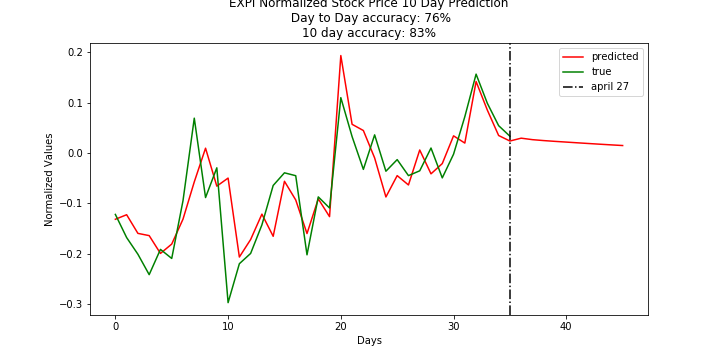 EXPI Normalized Stock Price 10 Day Prediction
Day to Day accuracy: 76%
10 day accuracy: 83%
predicted
true
april 27
Normalized Values
0.2
0.1
0.0
−0.1
−0.2
−0.3
0 10 20 30 40
Days